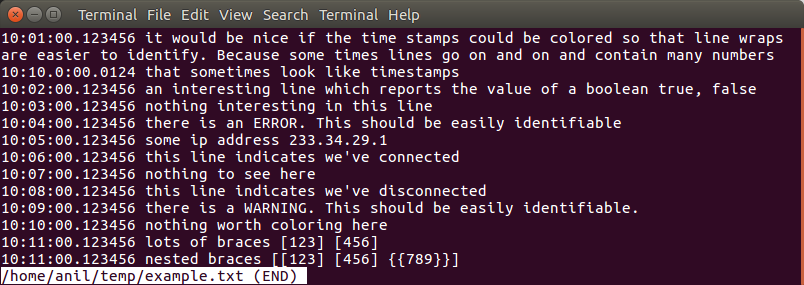 Terminal File Edit View Search Terminal Help
10:01:00.123456 it would be nice if the time stamps could be colored so that line wraps
are easier to identify. Because some times lines go on and on and contain many numbers
10:10.0:00.0124 that sometimes look like timestamps
10:02:00.123456 an interesting line which reports the value of a boolean true, false
10:03:00.123456 nothing interesting in this line
10:04:00.123456 there is an ERROR. This should be easily identifiable
10:05:00.123456 some ip address 233.34.29.1
10:06:00.123456 this line indicates we've connected
10:07:00.123456 nothing to see here
10:08:00.123456 this line indicates we've disconnected
10:09:00.123456 there is a WARNING. This should be easily identifiable.
10:10:00.123456 nothing worth coloring here
10:11:00.123456 lots of braces [123] [456]
10:11:00.123456 nested braces [[123] [456] {{789}}]
/home/anil/temp/example.txt (END)